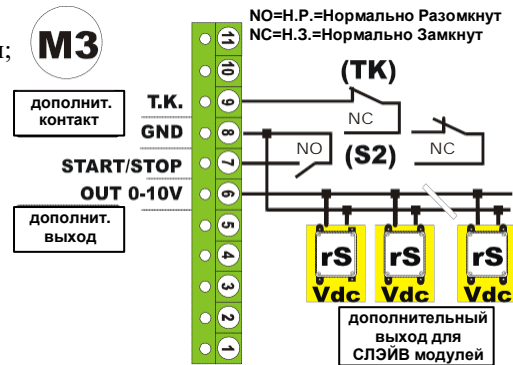 NO=Н.Р.=Нормально Разомкнут
NC=Н.З.=Нормально Замкнут
;
M3
дополнит.
контакт
T.K.
GND
START/STOP
OUT 0-10V
дополнит.
выход
11
10
9
8
7
6
5
4
3
2
1
(TK)
NC
NO
(S2)
NC
rS
Vdc
rS
Vdc
rS
Vdc
дополнительный
выход для
СЛЭЙВ модулей